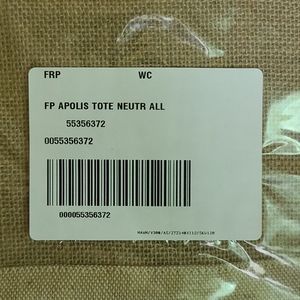 FRP WC
FP APOLIS TOTE NEUTR ALL
55356372
0055356372
000055356372